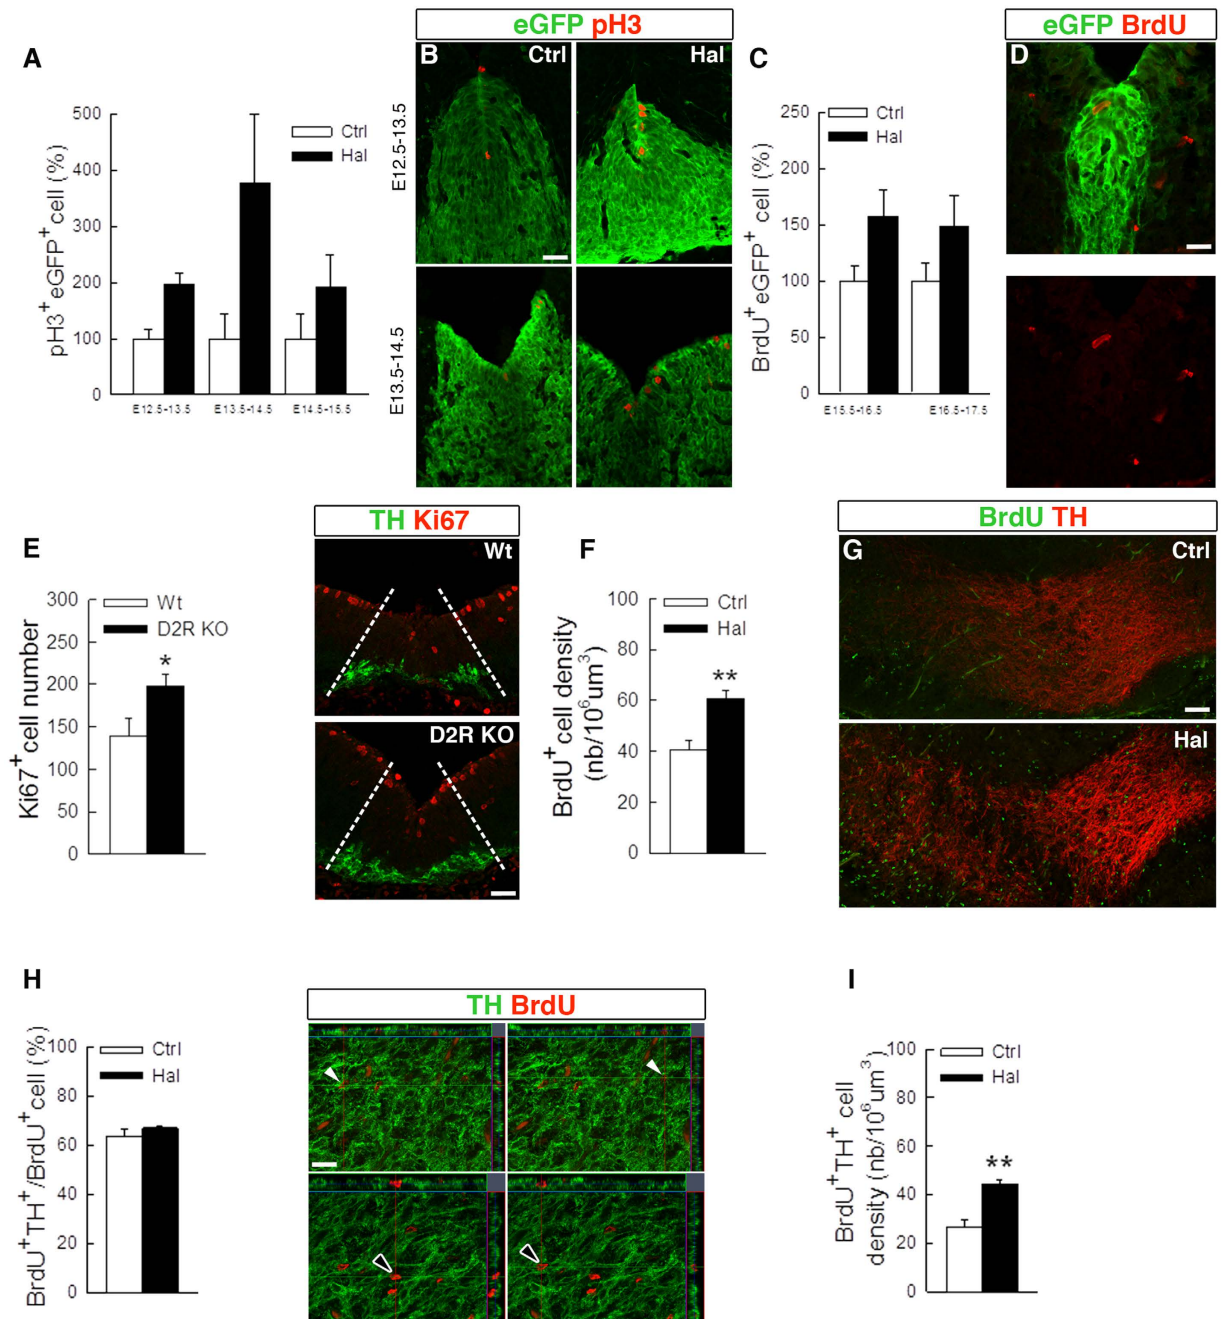 eGFP pH3
eGFP BrdU
A
B
Ctrl
Hal
C
D
500
400
300
200
100
0
pH3+eGFP+cell (%)
Ctrl
Hal
E12.5-13.5
E13.5-14.5
E14.5-15.5
E12.5-13.5
E13.5-14.5
250
200
150
100
50
0
BrdU+eGFP+ cell (%)
Ctrl
Hal
E15.5-16.5
E16.5-17.5
TH Ki67
BrdU TH
E
Wt
D2R KO
F
G
Ctrl
Hal
300
250
200
150
100
50
0
Ki67+cell number
Wt
D2R KO
*
100
80
60
40
20
0
BrdU+ cell density
(nb/10⁶um³)
Ctrl
Hal
**
H
TH BrdU
I
100
80
60
40
20
0
BrdU+TH+/BrdU+cell (%)
Ctrl
Hal
100
80
60
40
20
0
BrdU+TH+ cell
density (nb/10⁶um³)
Ctrl
Hal
**